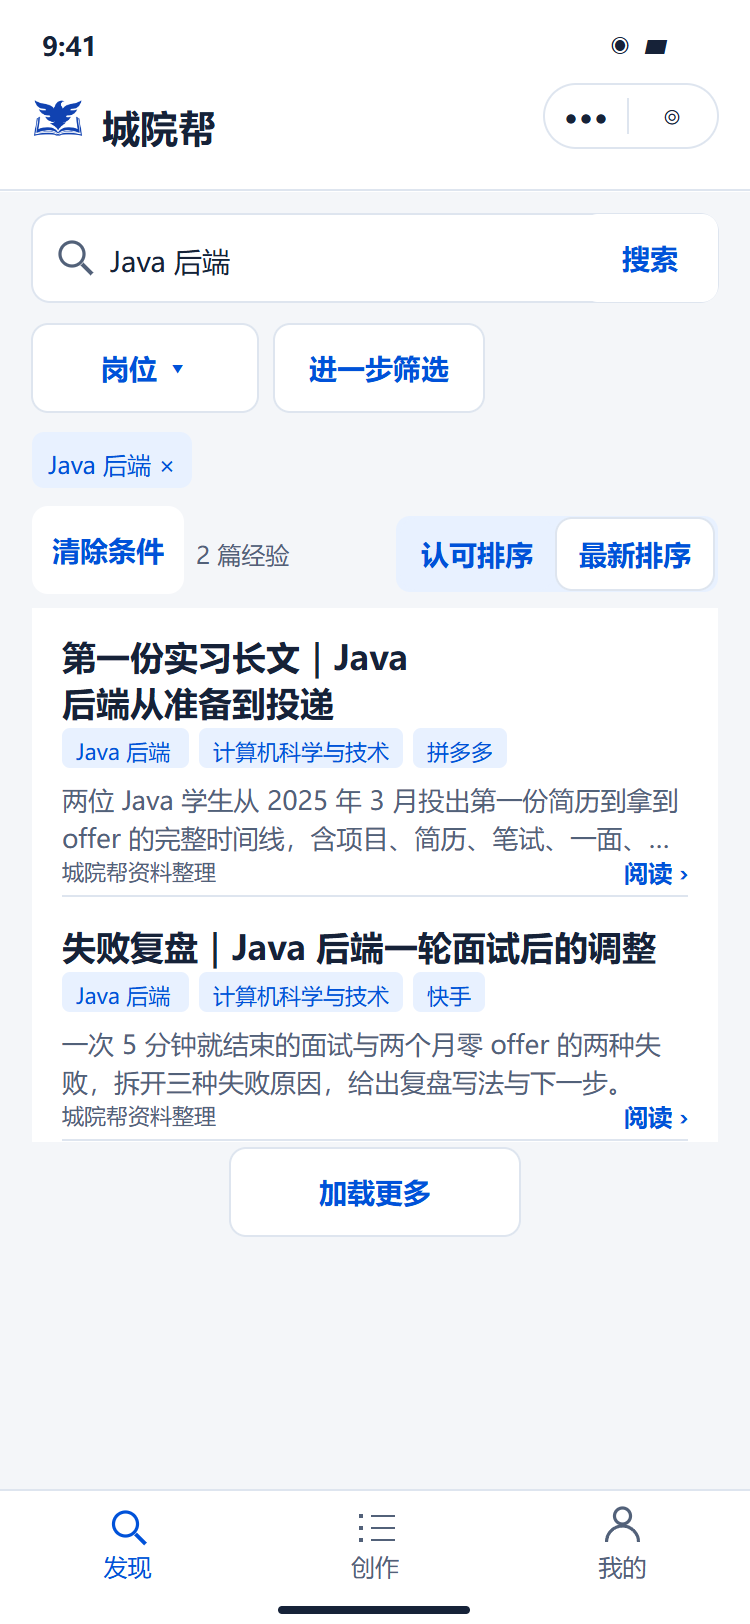 9:41
城院帮
Java 后端
搜索
岗位 ▼
进一步筛选
Java 后端 ×
清除条件
2 篇经验
认可排序
最新排序
第一份实习长文｜Java
后端从准备到投递
Java 后端
计算机科学与技术
拼多多
两位 Java 学生从 2025 年 3 月投出第一份简历到拿到
offer 的完整时间线，含项目、简历、笔试、一面、…
城院帮资料整理
阅读 ›
失败复盘｜Java 后端一轮面试后的调整
Java 后端
计算机科学与技术
快手
一次 5 分钟就结束的面试与两个月零 offer 的两种失
败，拆开三种失败原因，给出复盘写法与下一步。
城院帮资料整理
阅读 ›
加载更多
发现
创作
我的